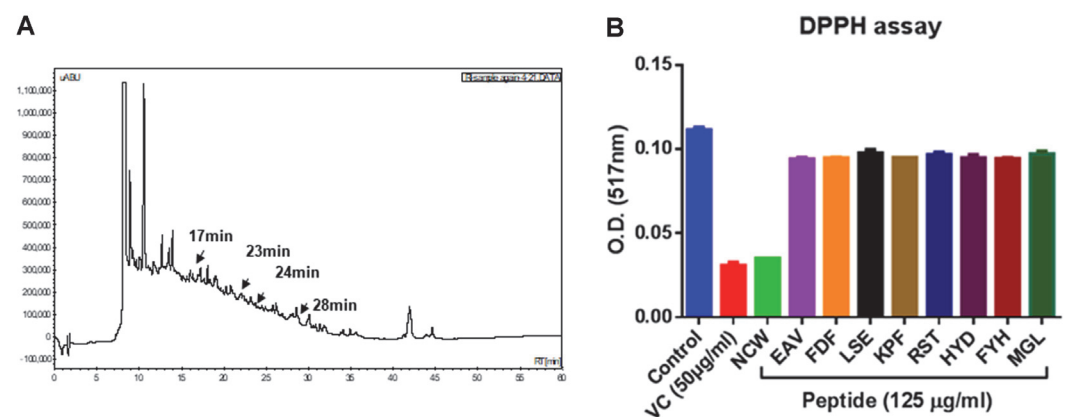 A
uABU
1,100,000
1,000,000
900,000
800,000
700,000
600,000
500,000
400,000
300,000
200,000
100,000
0
-100,000
17min
23min
24min
28min
RT[min]
0 5 10 15 20 25 30 35 40 45 50 55 60
B
DPPH assay
O.D. (517nm)
0.15
0.10
0.05
0.00
Control
VC (50µg/ml)
NCW
EAV
FDF
LSE
KPF
RST
HYD
FYH
MGL
Peptide (125 µg/ml)